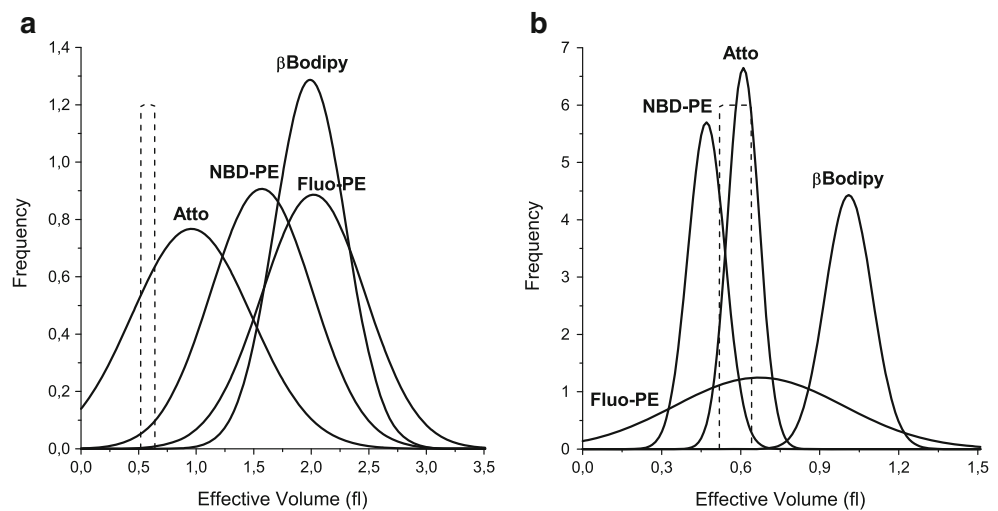 a
b
1,4
1,2
1,0
0,8
0,6
0,4
0,2
0,0
Frequency
βBodipy
NBD-PE
Fluo-PE
Atto
0,0 0,5 1,0 1,5 2,0 2,5 3,0 3,5
Effective Volume (fl)
7
6
5
4
3
2
1
0
Frequency
Atto
NBD-PE
βBodipy
Fluo-PE
0,0 0,3 0,6 0,9 1,2 1,5
Effective Volume (fl)